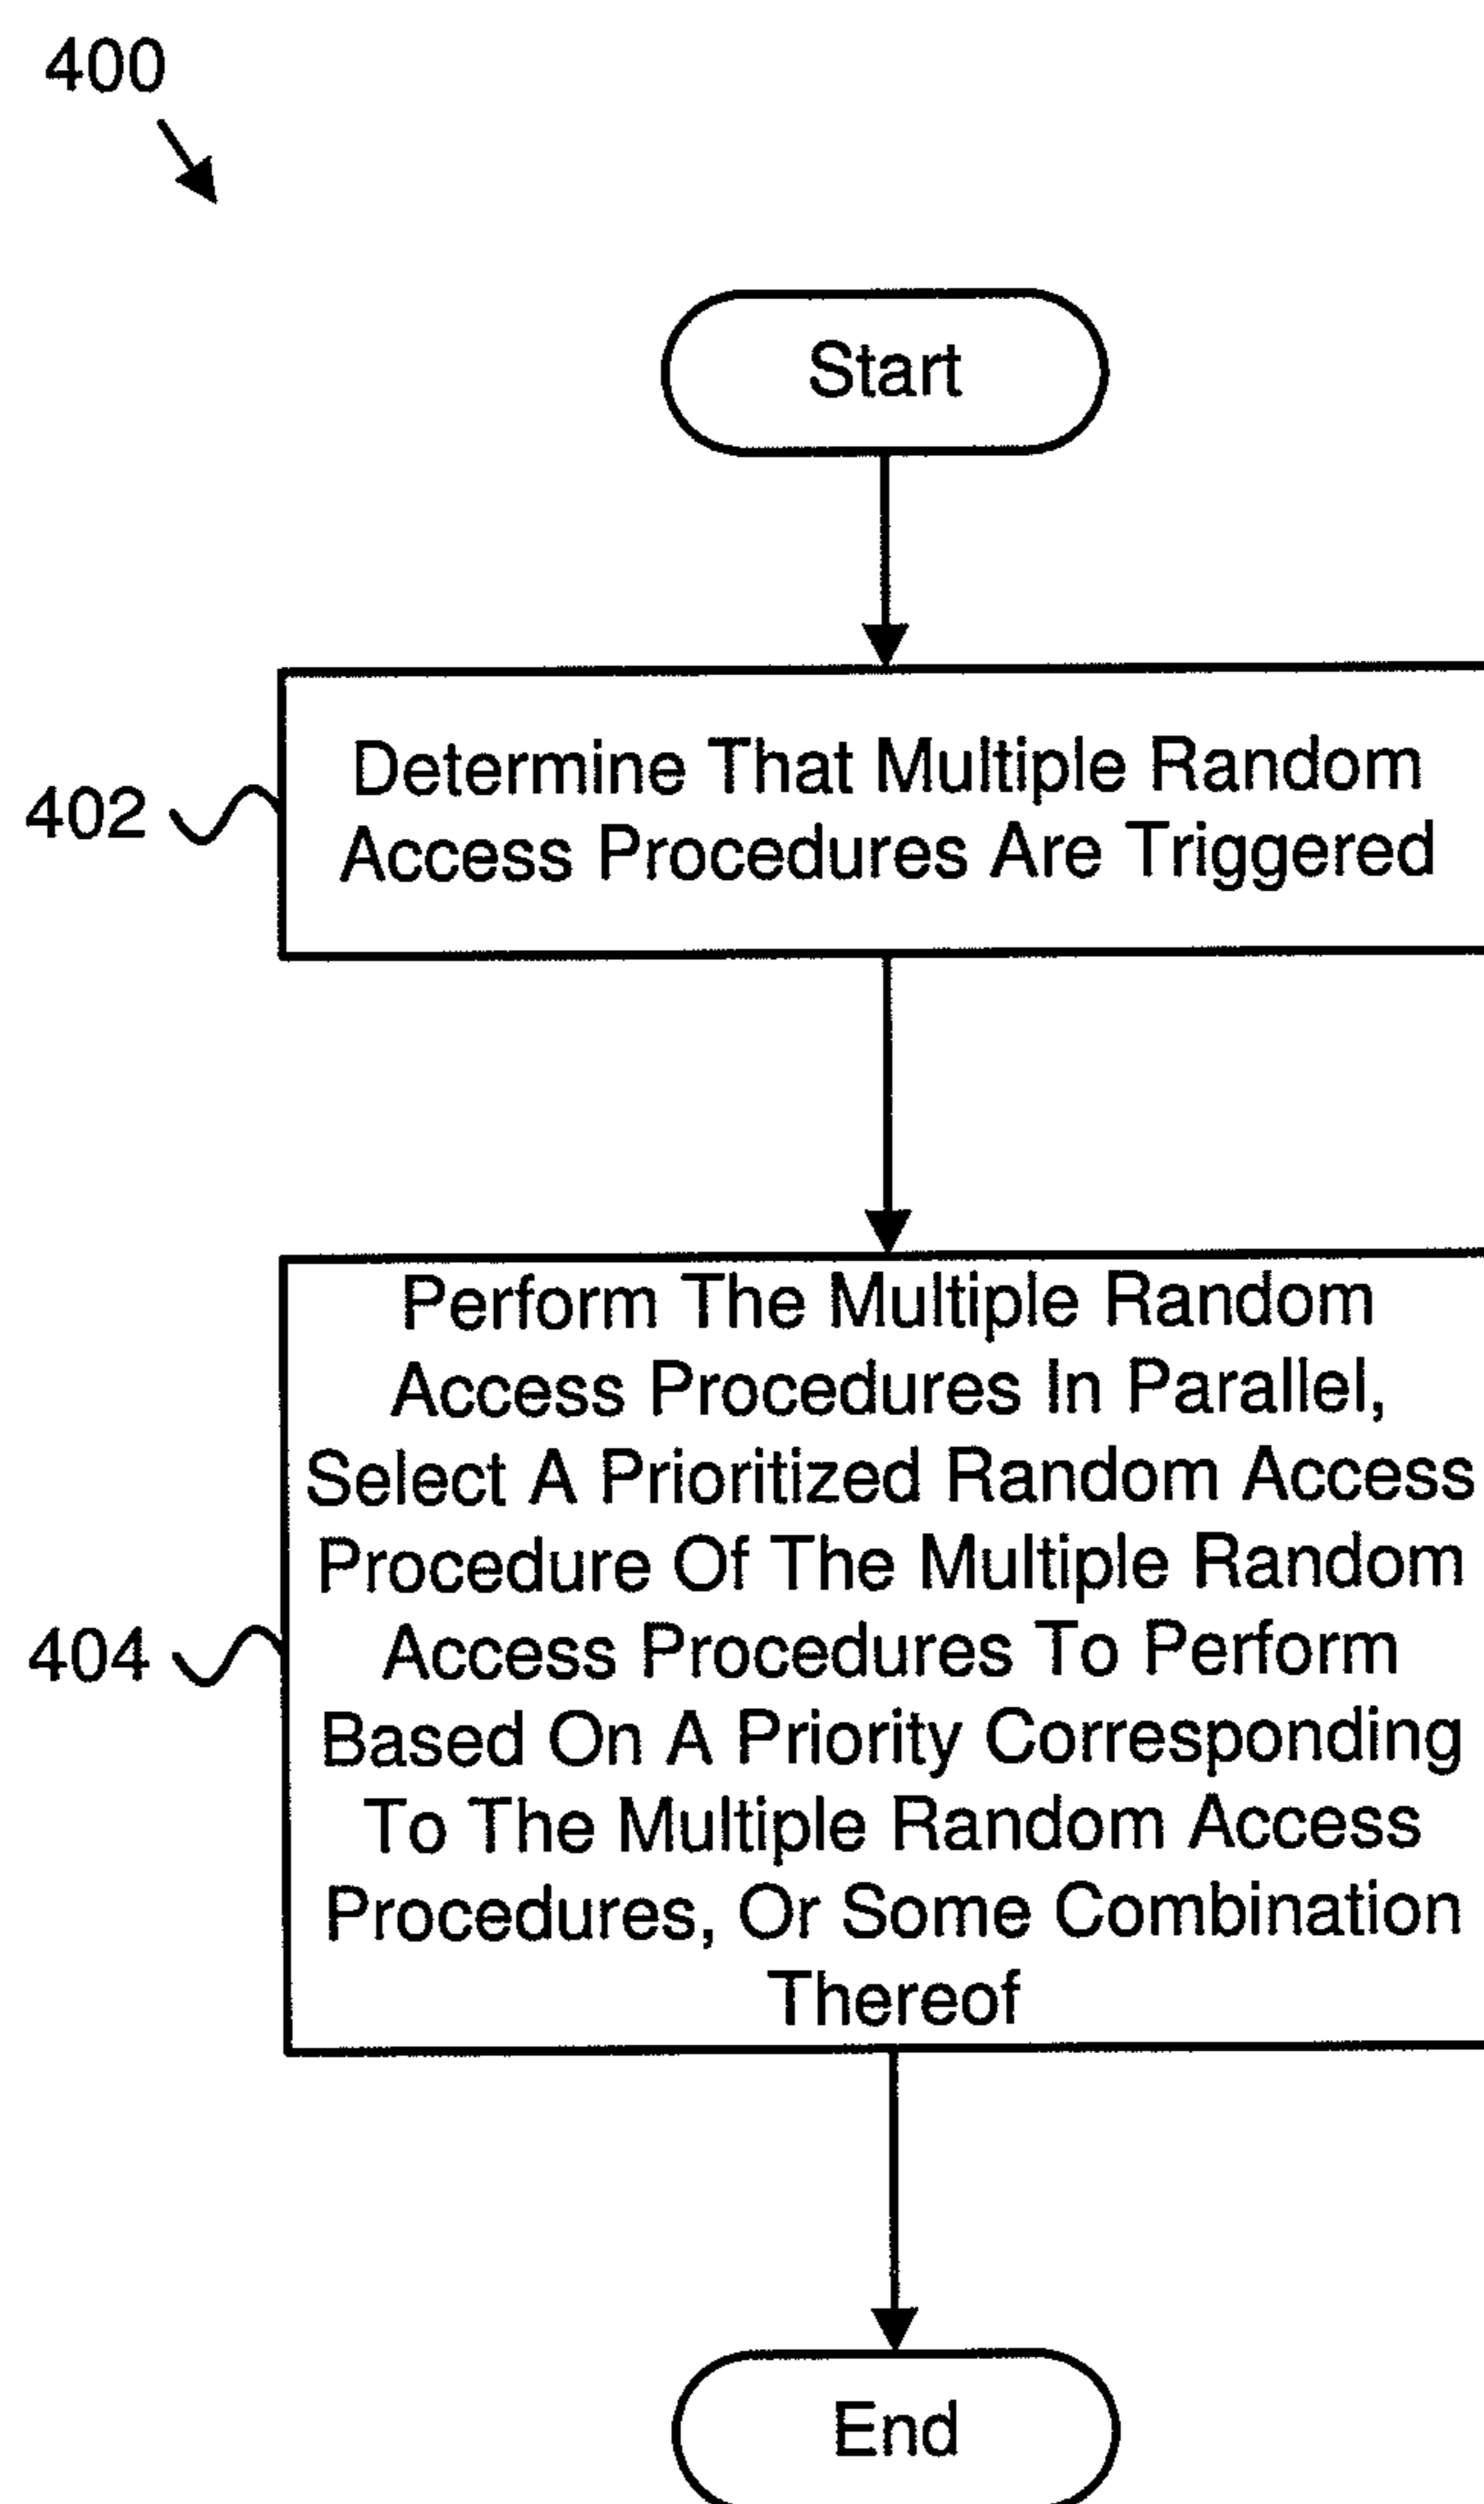 400
Start
402
Determine That Multiple Random
Access Procedures Are Triggered
404
Perform The Multiple Random
Access Procedures In Parallel,
Select A Prioritized Random Access
Procedure Of The Multiple Random
Access Procedures To Perform
Based On A Priority Corresponding
To The Multiple Random Access
Procedures, Or Some Combination
Thereof
End